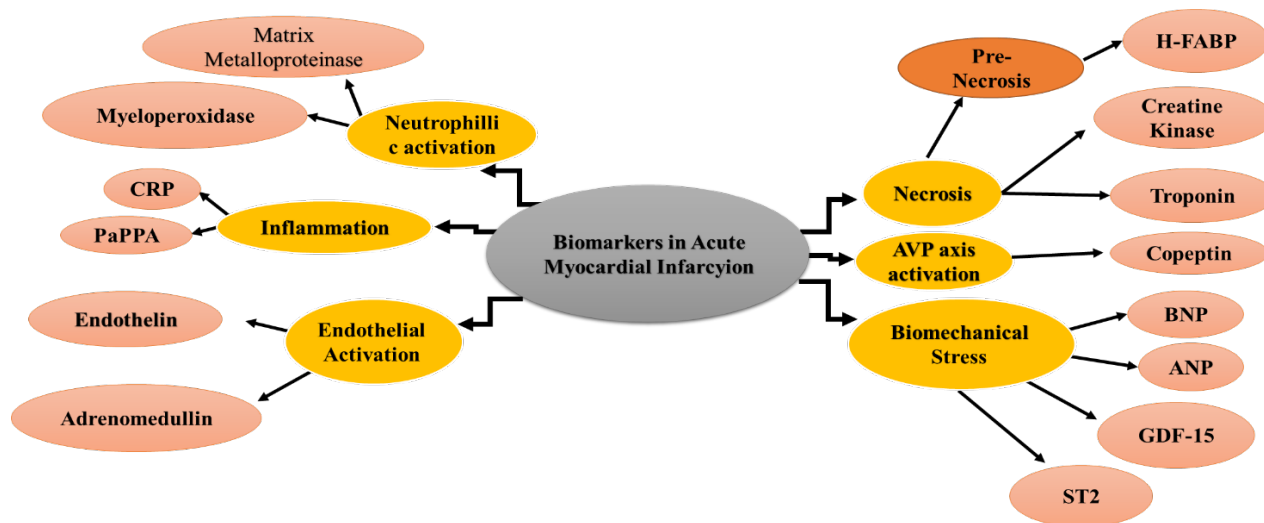 Matrix
Metalloproteinase
Myeloperoxidase
Neutrophilli
c activation
CRP
PaPPA
Inflammation
Endothelin
Endothelial
Activation
Adrenomedullin
Biomarkers in Acute
Myocardial Infarcyion
Pre-
Necrosis
H-FABP
Creatine
Kinase
Necrosis
Troponin
AVP axis
activation
Copeptin
Biomechanical
Stress
BNP
ANP
GDF-15
ST2